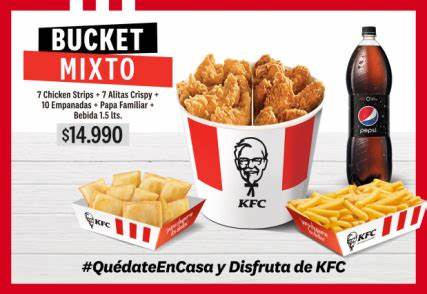 BUCKET
MIXTO
7 Chicken Strips + 7 Alitas Crispy +
10 Empanadas + Papa Familiar +
Bebida 1.5 lts.
$14.990
pepsi
KFC
KFC
KFC
#QuédateEnCasa y Disfruta de KFC